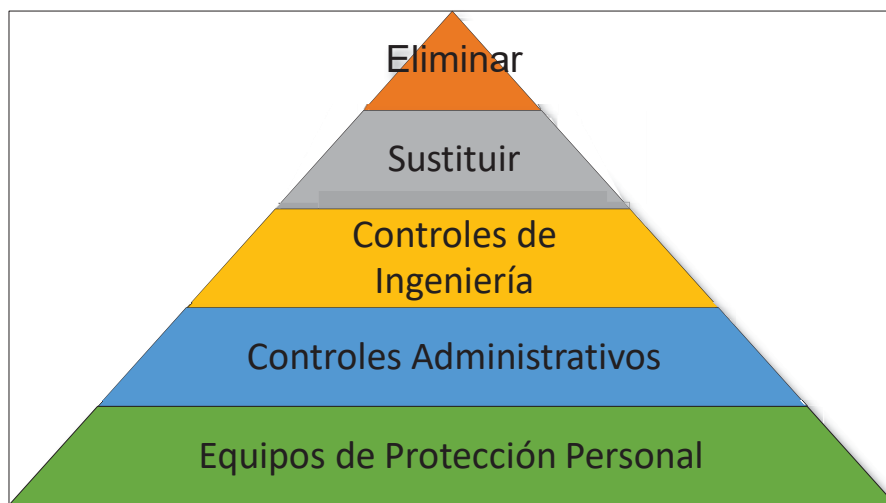 Eliminar
Sustituir
Controles de
Ingeniería
Controles Administrativos
Equipos de Protección Personal